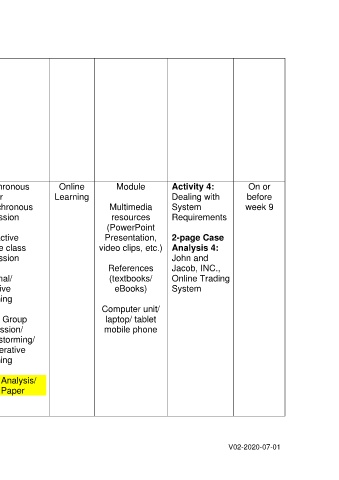 hronous
r
chronous
ssion
ctive
e class
ssion
nal/
ive
ing
Group
ssion/
storming/
erative
ing
Analysis/
Paper
Online
Learning
Module
Multimedia
resources
(PowerPoint
Presentation,
video clips, etc.)
References
(textbooks/
eBooks)
Computer unit/
laptop/ tablet
mobile phone
Activity 4:
Dealing with
System
Requirements
2-page Case
Analysis 4:
John and
Jacob, INC.,
Online Trading
System
On or
before
week 9
V02-2020-07-01